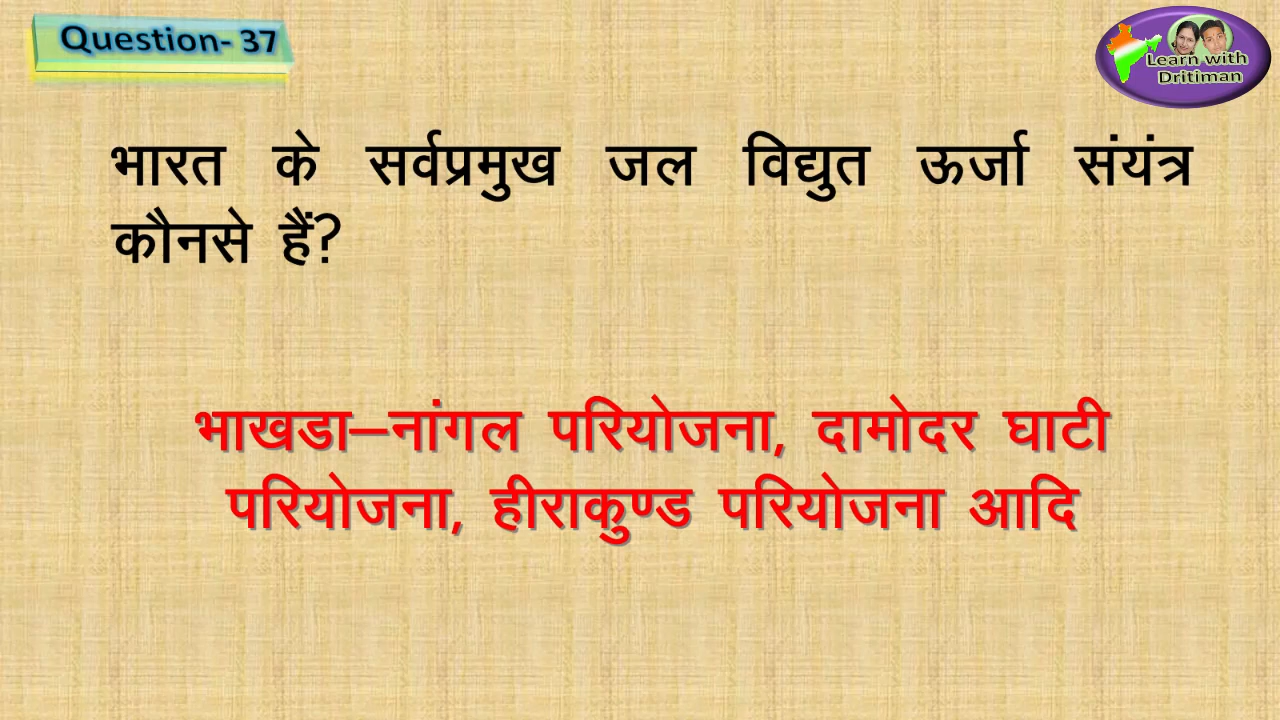 Question- 37
Learn with
Dritiman
भारत के सर्वप्रमुख जल विद्युत ऊर्जा संयंत्र
कौनसे हैं?
भाखडा–नांगल परियोजना, दामोदर घाटी
परियोजना, हीराकुण्ड परियोजना आदि